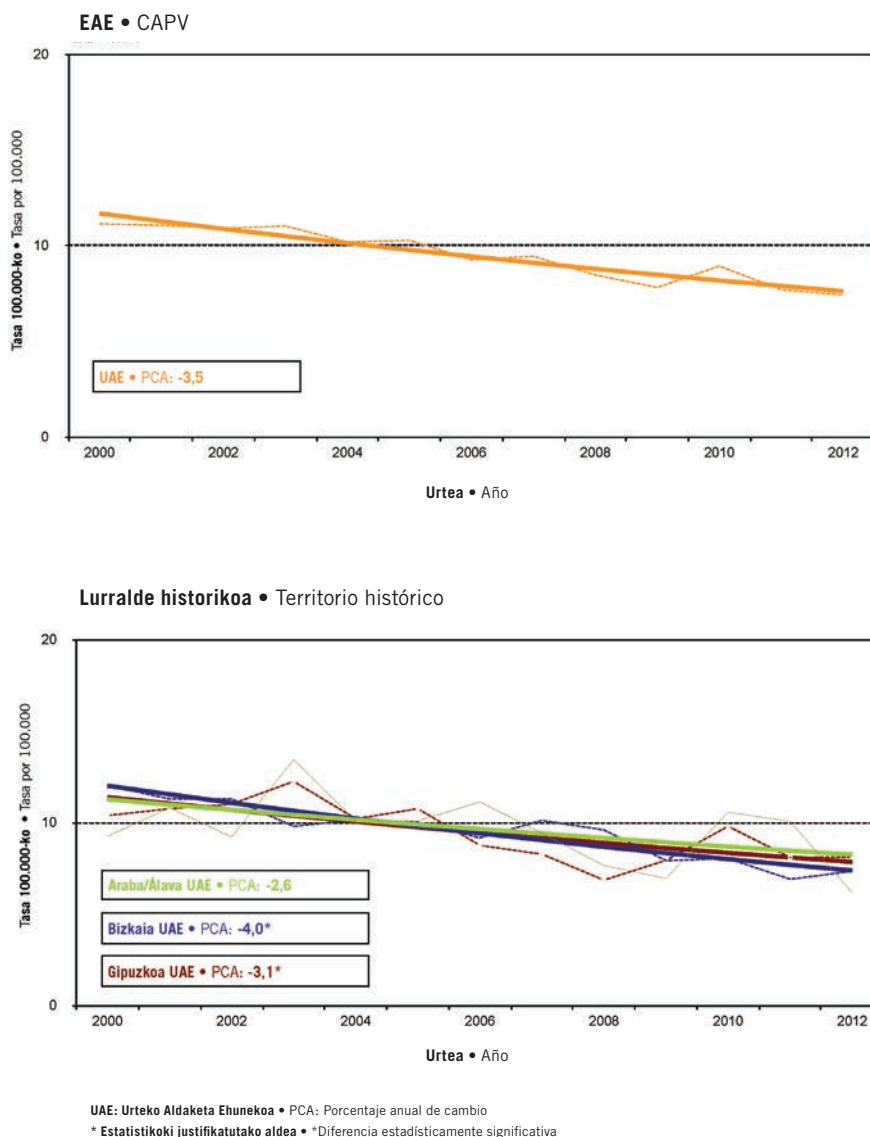 EAE • CAPV
20
10
0
Tasa 100.000-ko • Tasa por 100.000
UAE • PCA: -3,5
2000 2002 2004 2006 2008 2010 2012
Urtea • Año
Lurralde historikoa • Territorio histórico
20
10
0
Tasa 100.000-ko • Tasa por 100.000
Araba/Álava UAE • PCA: -2,6
Bizkaia UAE • PCA: -4,0*
Gipuzkoa UAE • PCA: -3,1*
2000 2002 2004 2006 2008 2010 2012
Urtea • Año
UAE: Urteko Aldaketa Ehunekoa • PCA: Porcentaje anual de cambio
* Estatistikoki justifikatutako aldea • *Diferencia estadísticamente significativa